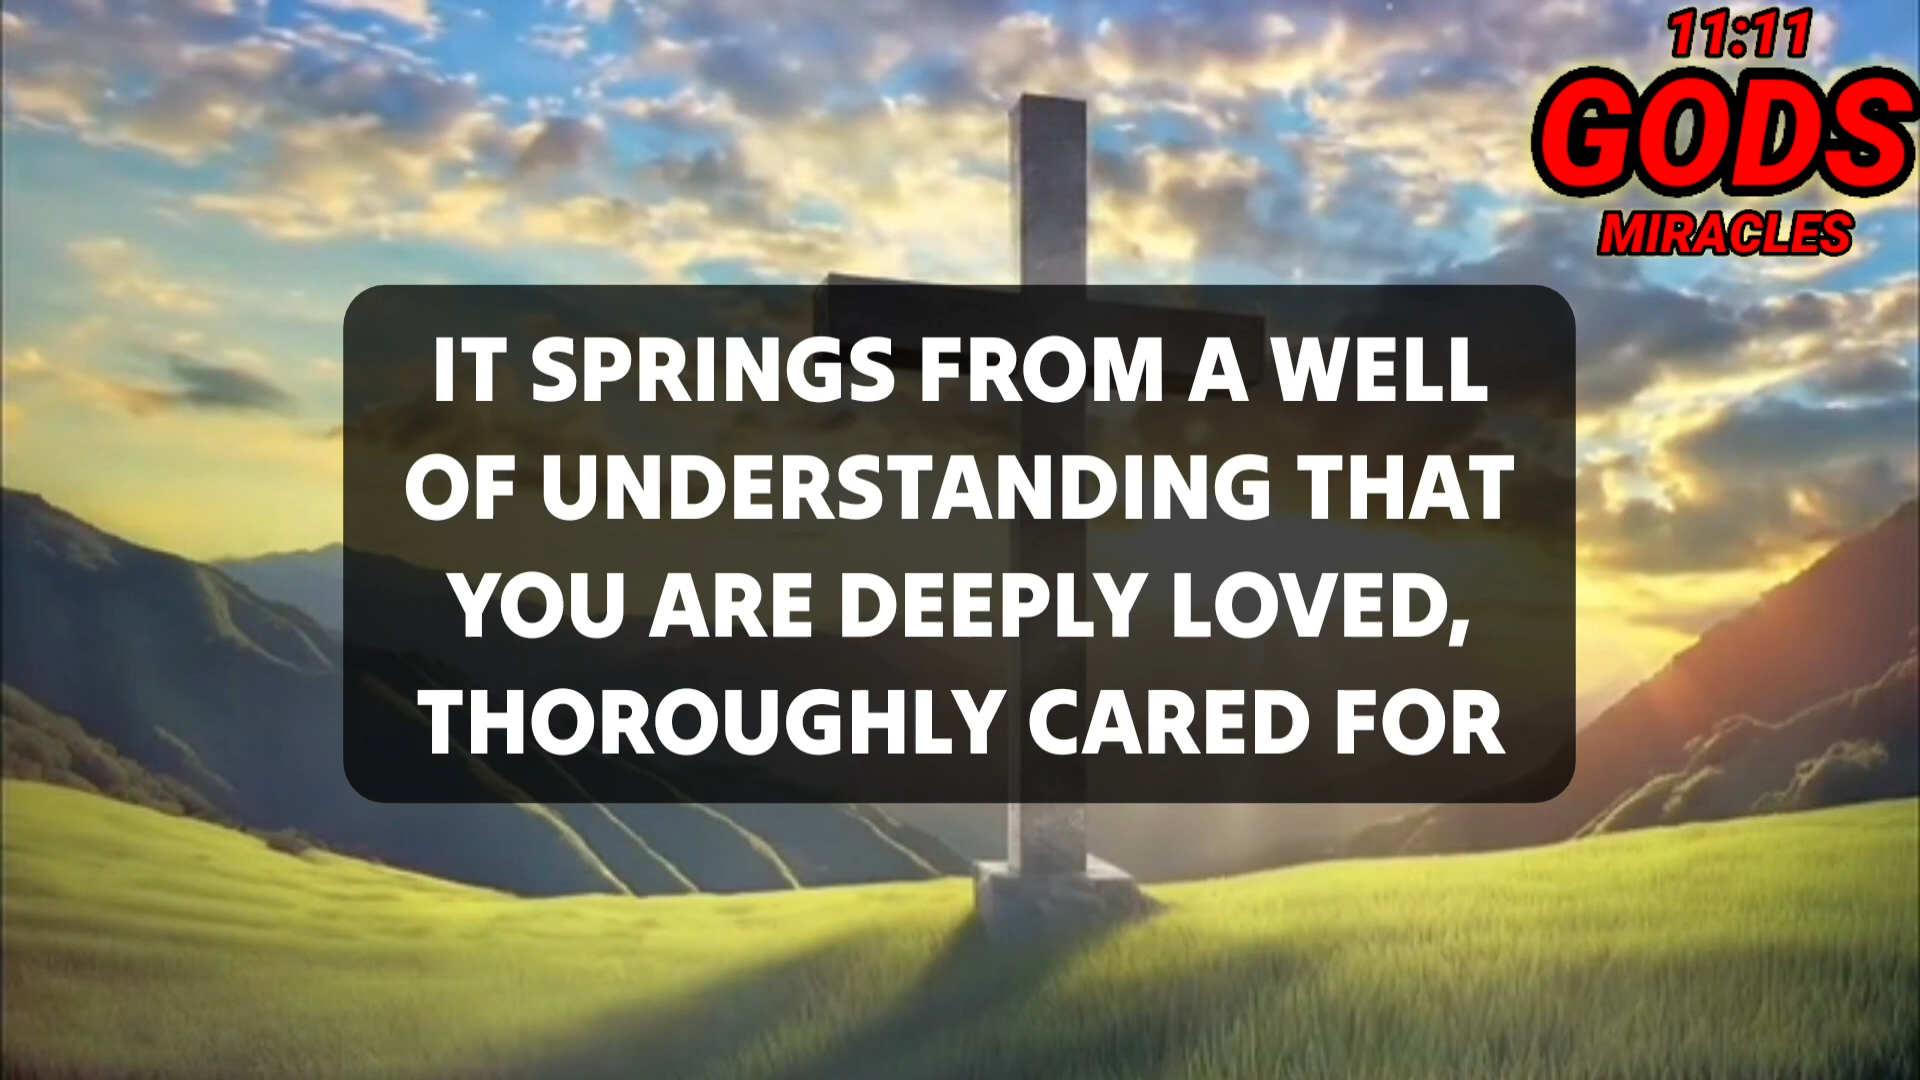 11:11
GODS
MIRACLES
IT SPRINGS FROM A WELL
OF UNDERSTANDING THAT
YOU ARE DEEPLY LOVED,
THOROUGHLY CARED FOR